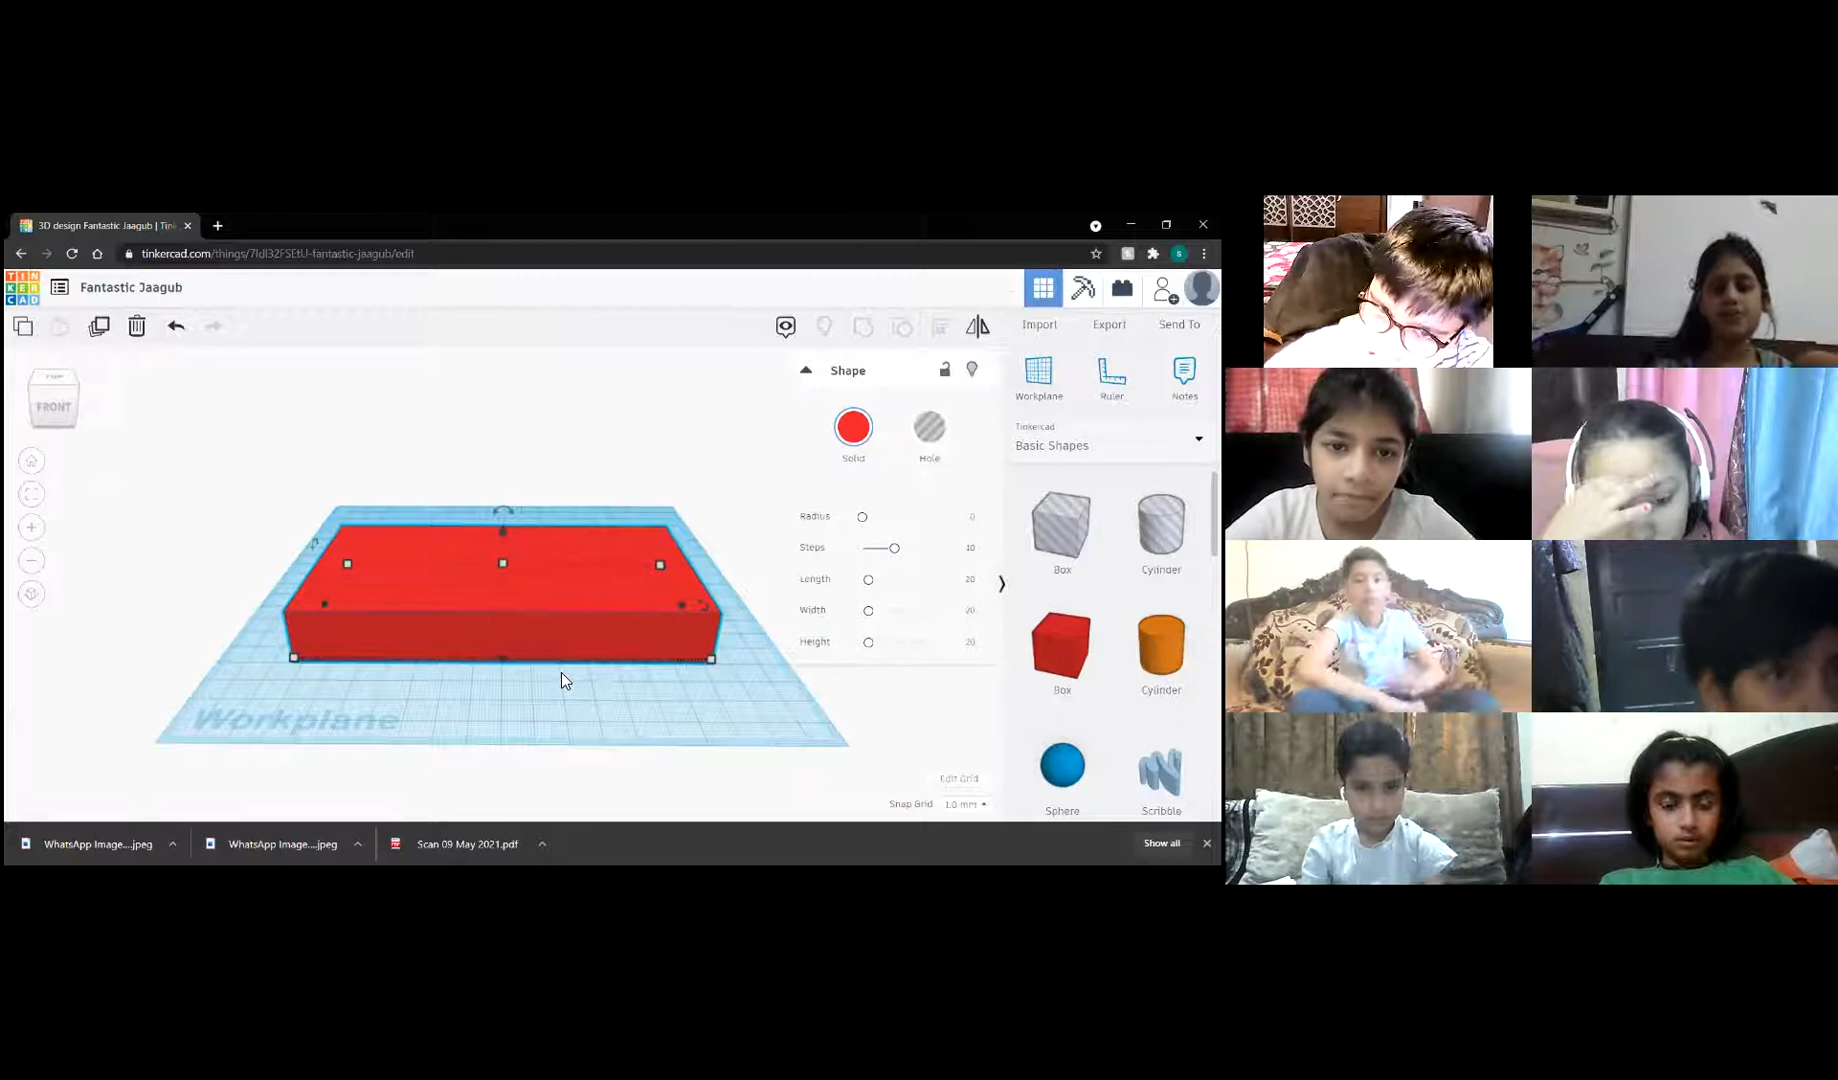 3D design Fantastic Jaagub | Tink
tinkercad.com/things/7IdI32FSEtU-fantastic-jaagub/edit
TIN
KER
CAD
Fantastic Jaagub
Import
Export
Send To
Shape
FRONT
Workplane
Ruler
Notes
Solid
Hole
Tinkercad
Basic Shapes
Radius 0
Steps 10
Length 20
Width 20
Height 20
Box
Cylinder
Box
Cylinder
Sphere
Scribble
Workplane
Edit Grid
Snap Grid 1.0 mm
WhatsApp Image....jpeg
WhatsApp Image....jpeg
Scan 09 May 2021.pdf
Show all